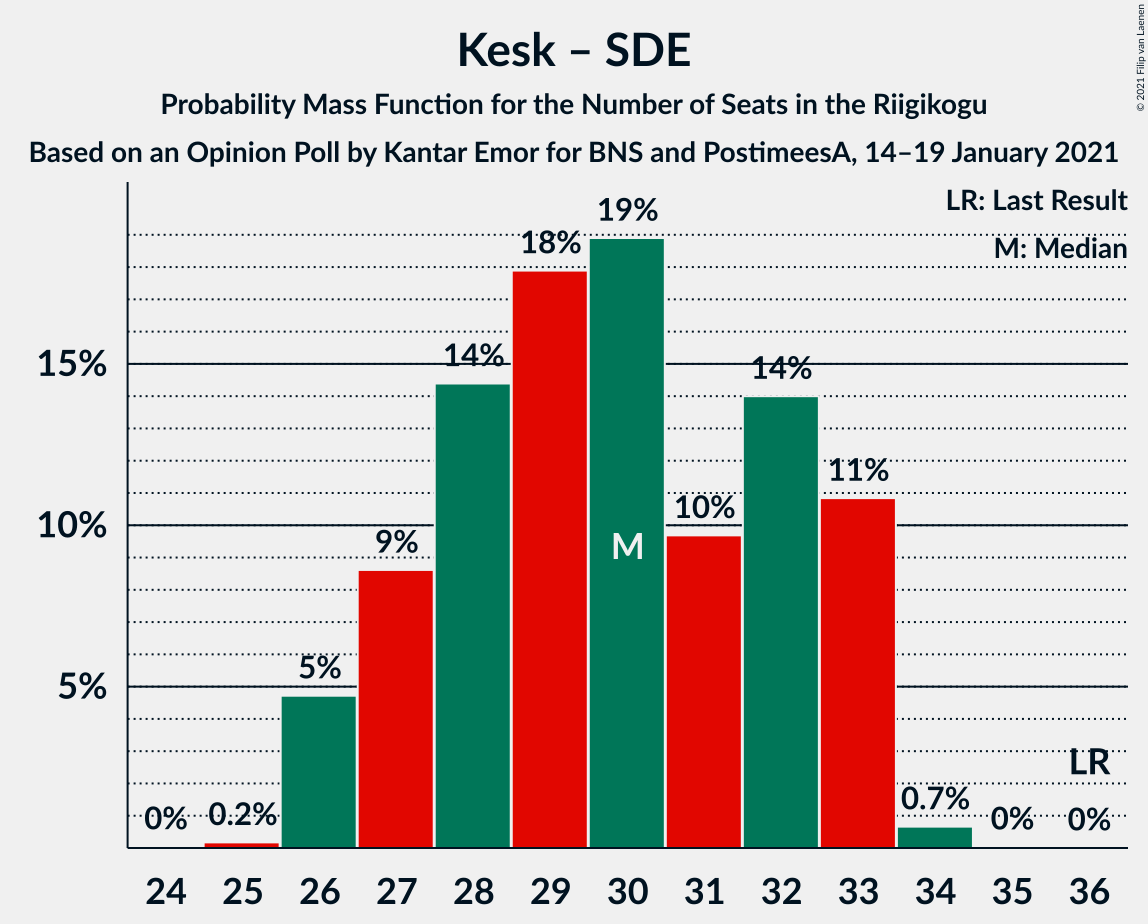 Kesk – SDE
Probability Mass Function for the Number of Seats in the Riigikogu
Based on an Opinion Poll by Kantar Emor for BNS and PostimeesA, 14–19 January 2021
© 2021 Filip van Laenen
LR: Last Result
M: Median
15%
10%
5%
0%
0.2%
5%
9%
14%
18%
19%
M
10%
14%
11%
0.7%
0%
LR
0%
24 25 26 27 28 29 30 31 32 33 34 35 36